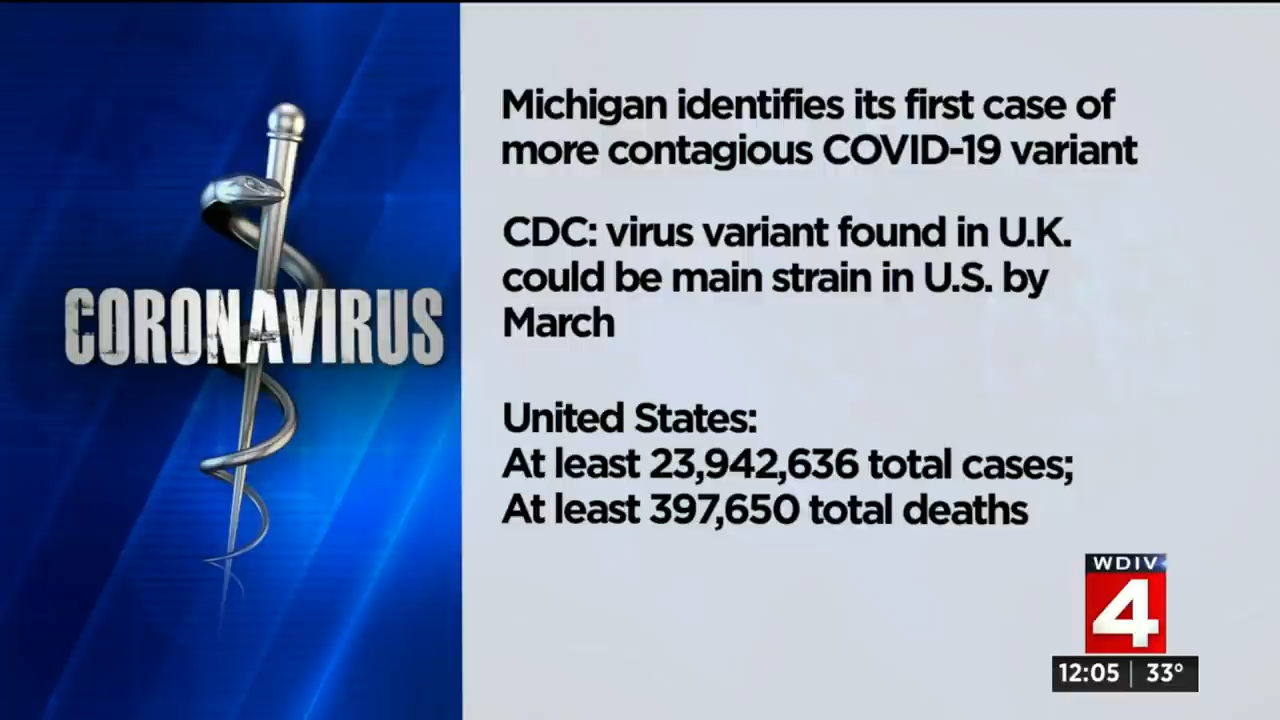 CORONAVIRUS
Michigan identifies its first case of
more contagious COVID-19 variant
CDC: virus variant found in U.K.
could be main strain in U.S. by
March
United States:
At least 23,942,636 total cases;
At least 397,650 total deaths
WDIV
4
12:05 | 33°